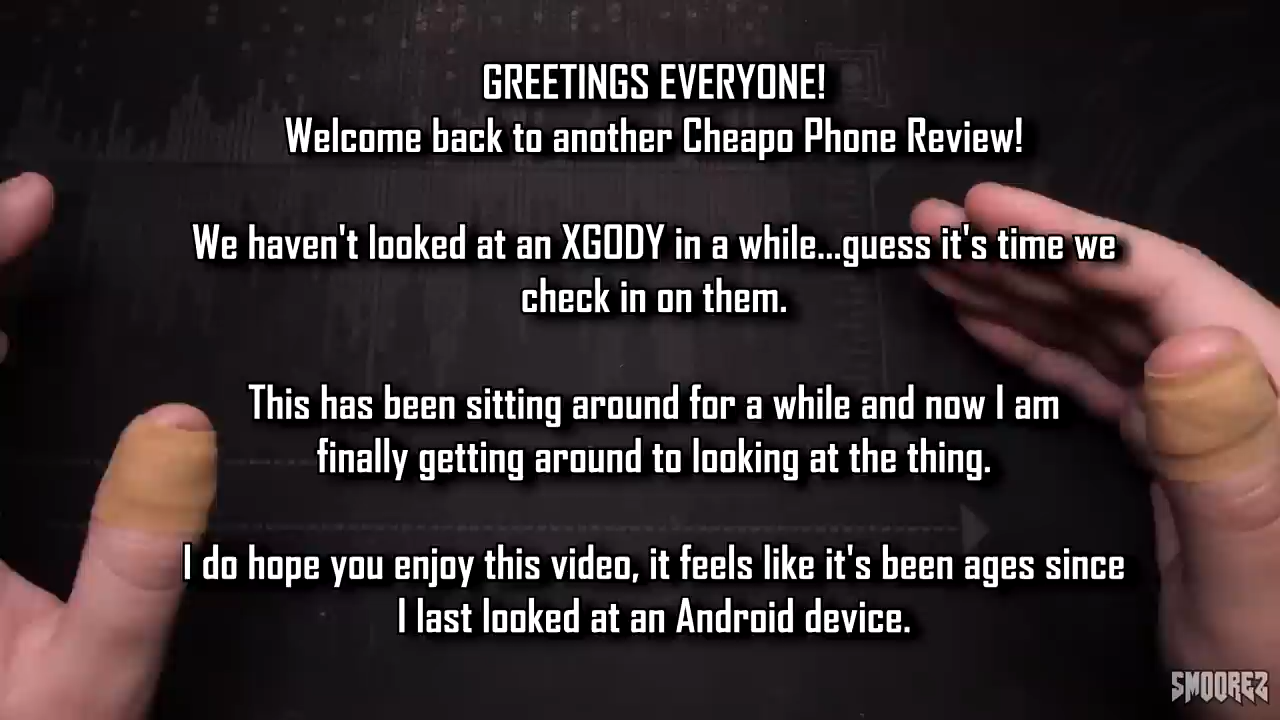 GREETINGS EVERYONE!
Welcome back to another Cheapo Phone Review!
We haven't looked at an XGODY in a while...guess it's time we
check in on them.
This has been sitting around for a while and now I am
finally getting around to looking at the thing.
I do hope you enjoy this video, it feels like it's been ages since
I last looked at an Android device.
SMOOREZ